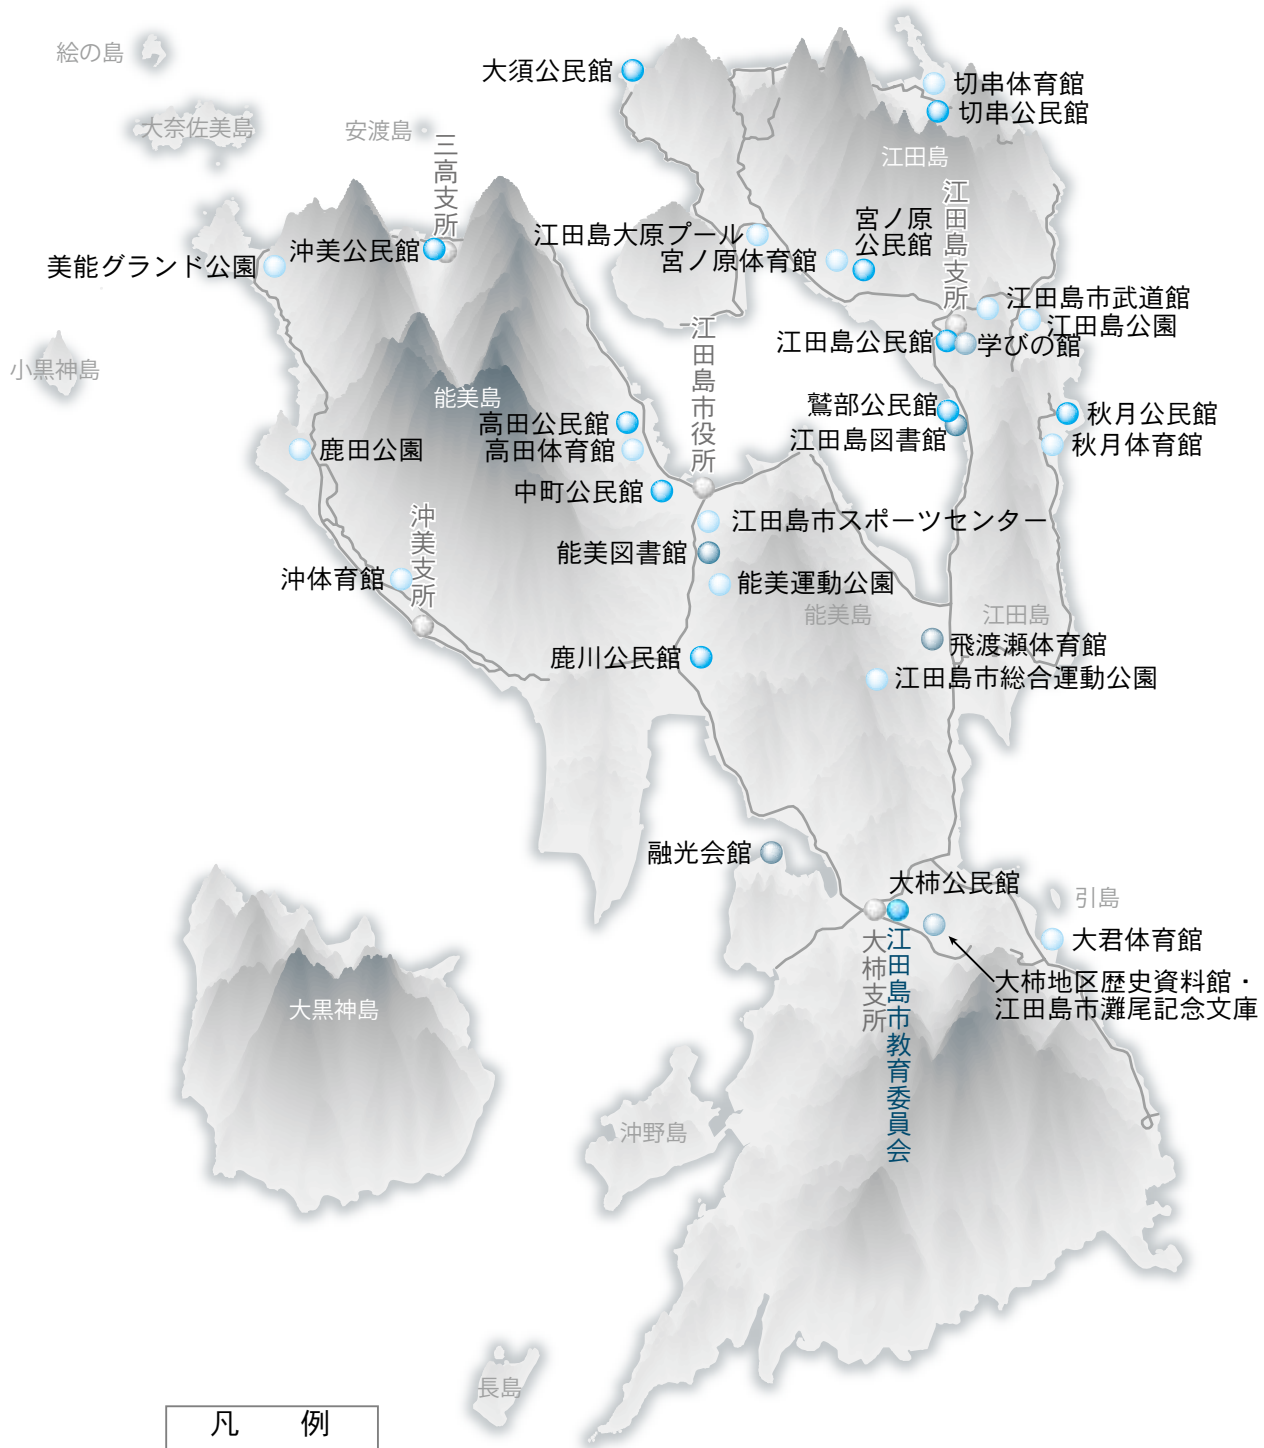 絵の島
大須公民館
切串体育館
切串公民館
大奈佐美島
安渡島
三高支所
江田島
江田島支所
宮ノ原
公民館
江田島大原プール
宮ノ原体育館
沖美公民館
美能グランド公園
江田島市武道館
江田島公園
江田島公民館
学びの館
江田島市役所
小黒神島
能美島
鷲部公民館
江田島図書館
秋月公民館
秋月体育館
高田公民館
高田体育館
鹿田公園
中町公民館
沖美支所
江田島市スポーツセンター
能美図書館
沖体育館
能美運動公園
能美島
江田島
飛渡瀬体育館
鹿川公民館
江田島市総合運動公園
融光会館
大柿公民館
引島
大君体育館
大柿支所
江田島市教育委員会
大柿地区歴史資料館・
江田島市灘尾記念文庫
大黒神島
沖野島
長島
凡　例